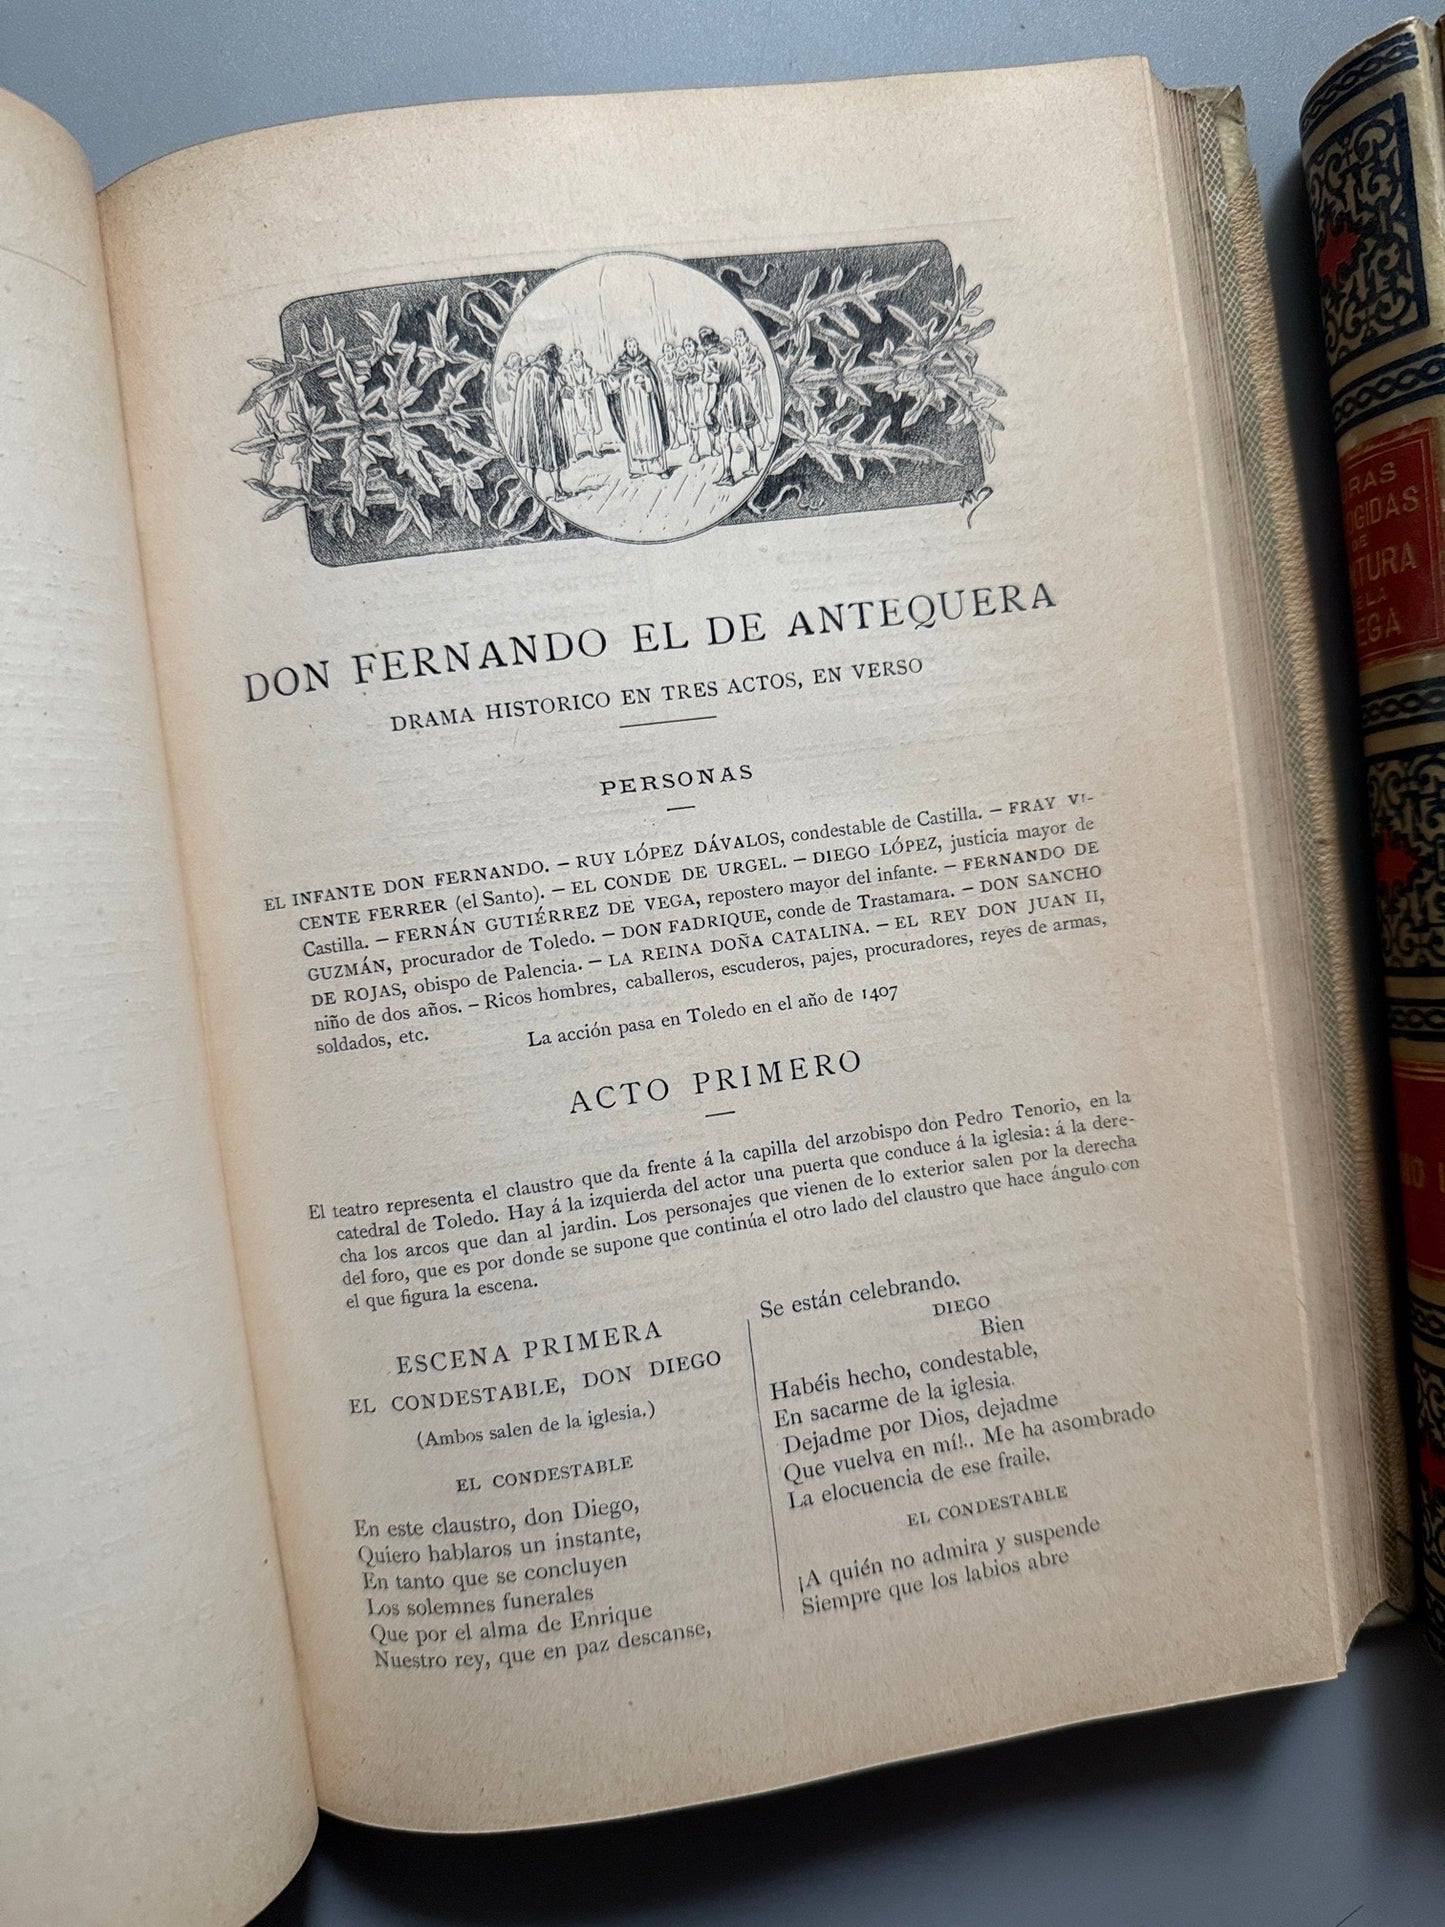 DON FERNANDO EL DE ANTEQUERA
DRAMA HISTORICO EN TRES ACTOS, EN VERSO
PERSONAS
EL INFANTE DON FERNANDO. – RUY LÓPEZ DÁVALOS, condestable de Castilla. – FRAY VI-
CENTE FERRER (el Santo). – EL CONDE DE URGEL. – DIEGO LÓPEZ, justicia mayor de
Castilla. – FERNÁN GUTIÉRREZ DE VEGA, repostero mayor del infante. – FERNANDO DE
GUZMÁN, procurador de Toledo. – DON FADRIQUE, conde de Trastamara. – DON SANCHO
DE ROJAS, obispo de Palencia. – LA REINA DOÑA CATALINA. – EL REY DON JUAN II,
niño de dos años. – Ricos hombres, caballeros, escuderos, pajes, procuradores, reyes de armas,
soldados, etc.
La acción pasa en Toledo en el año de 1407
ACTO PRIMERO
El teatro representa el claustro que da frente á la capilla del arzobispo don Pedro Tenorio, en la
catedral de Toledo. Hay á la izquierda del actor una puerta que conduce á la iglesia: á la dere-
cha los arcos que dan al jardin. Los personajes que vienen de lo exterior salen por la derecha
del foro, que es por donde se supone que continúa el otro lado del claustro que hace ángulo con
el que figura la escena.
ESCENA PRIMERA
EL CONDESTABLE, DON DIEGO
(Ambos salen de la iglesia.)
EL CONDESTABLE
En este claustro, don Diego,
Quiero hablaros un instante,
En tanto que se concluyen
Los solemnes funerales
Que por el alma de Enrique
Nuestro rey, que en paz descanse,
Se están celebrando.
DIEGO
Bien
Habéis hecho, condestable,
En sacarme de la iglesia.
Dejadme por Dios, dejadme
Que vuelva en mí!.. Me ha asombrado
La elocuencia de ese fraile.
EL CONDESTABLE
¡A quién no admira y suspende
Siempre que los labios abre